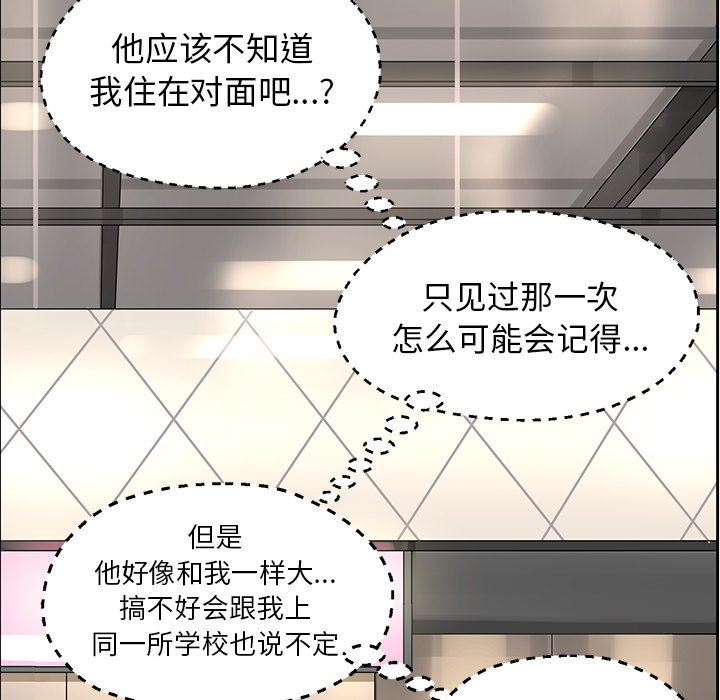 他应该不知道
我住在对面吧...?
只见过那一次
怎么可能会记得...
但是
他好像和我一样大...
搞不好会跟我上
同一所学校也说不定.